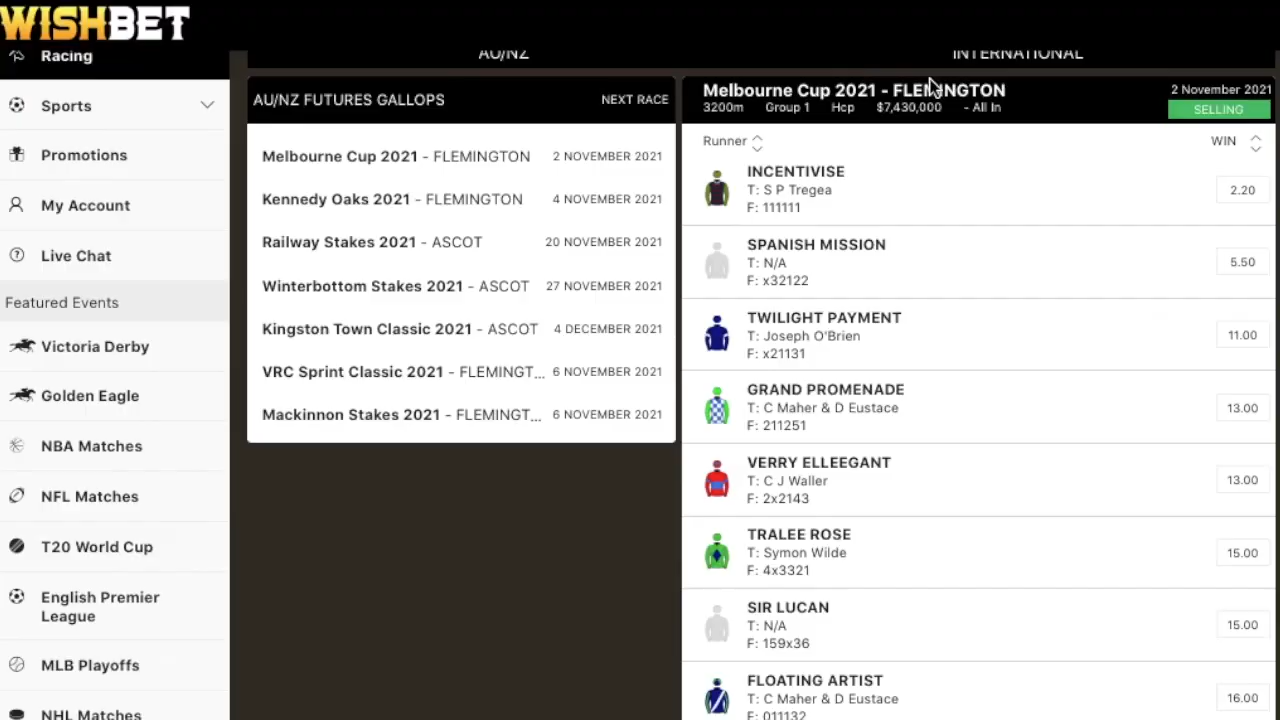 WISHBET
Racing
Sports
Promotions
My Account
Live Chat
Featured Events
Victoria Derby
Golden Eagle
NBA Matches
NFL Matches
T20 World Cup
English Premier
League
MLB Playoffs
NHL Matches
AU/NZ
INTERNATIONAL
AU/NZ FUTURES GALLOPS NEXT RACE
Melbourne Cup 2021 - FLEMINGTON 2 NOVEMBER 2021
Kennedy Oaks 2021 - FLEMINGTON 4 NOVEMBER 2021
Railway Stakes 2021 - ASCOT 20 NOVEMBER 2021
Winterbottom Stakes 2021 - ASCOT 27 NOVEMBER 2021
Kingston Town Classic 2021 - ASCOT 4 DECEMBER 2021
VRC Sprint Classic 2021 - FLEMINGT... 6 NOVEMBER 2021
Mackinnon Stakes 2021 - FLEMINGT... 6 NOVEMBER 2021
Melbourne Cup 2021 - FLEMINGTON 2 November 2021
3200m Group 1 Hcp $7,430,000 - All In SELLING
Runner WIN
INCENTIVISE
T: S P Tregea 2.20
F: 111111
SPANISH MISSION
T: N/A 5.50
F: x32122
TWILIGHT PAYMENT
T: Joseph O'Brien 11.00
F: x21131
GRAND PROMENADE
T: C Maher & D Eustace 13.00
F: 211251
VERRY ELLEEGANT
T: C J Waller 13.00
F: 2x2143
TRALEE ROSE
T: Symon Wilde 15.00
F: 4x3321
SIR LUCAN
T: N/A 15.00
F: 159x36
FLOATING ARTIST
T: C Maher & D Eustace 16.00
F: 011132